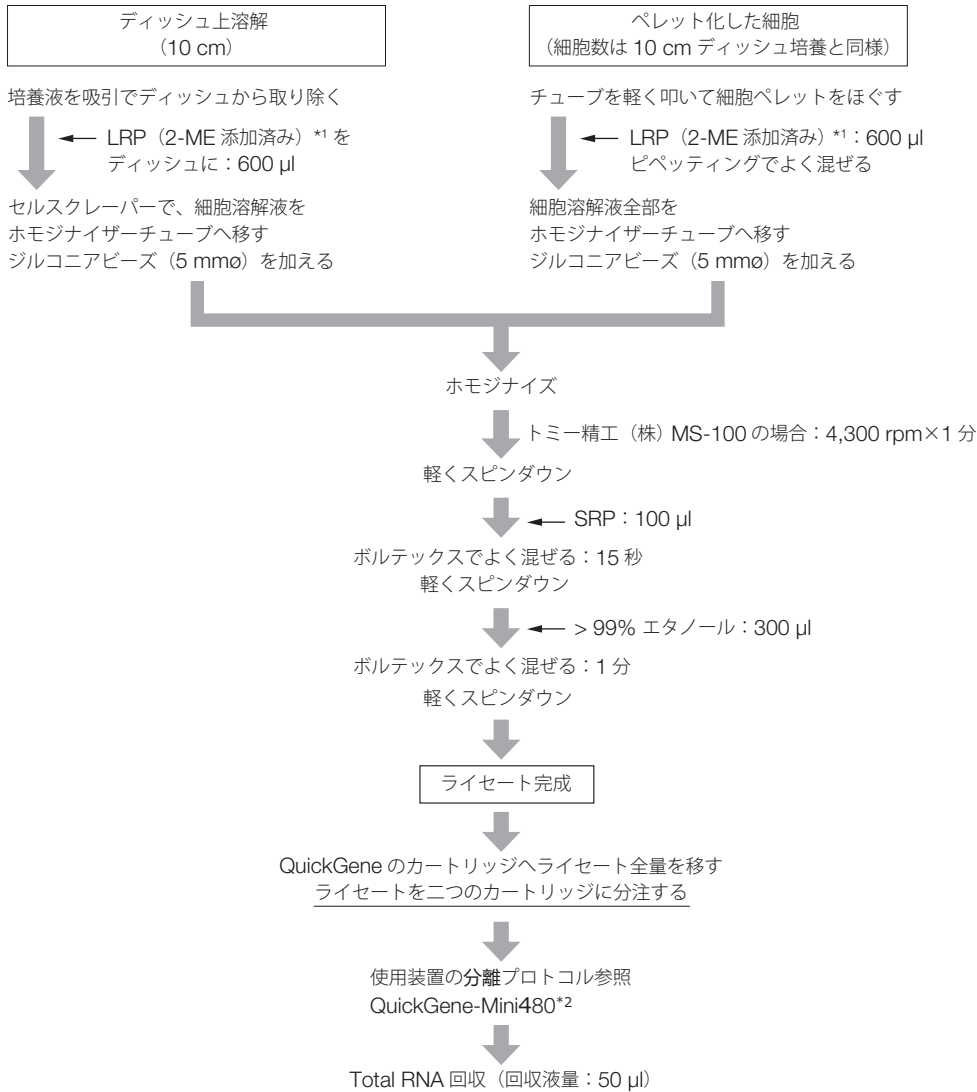 ディッシュ上溶解
(10 cm)
培養液を吸引でディッシュから取り除く
LRP（2-ME 添加済み）*1 を
ディッシュに：600 µl
セルスクレーパーで、細胞溶解液を
ホモジナイザーチューブへ移す
ジルコニアビーズ（5 mmø）を加える
ペレット化した細胞
（細胞数は 10 cm ディッシュ培養と同様）
チューブを軽く叩いて細胞ペレットをほぐす
LRP（2-ME 添加済み）*1：600 µl
ピペッティングでよく混ぜる
細胞溶解液全部を
ホモジナイザーチューブへ移す
ジルコニアビーズ（5 mmø）を加える
ホモジナイズ
トミー精工（株）MS-100 の場合：4,300 rpm×1 分
軽くスピンダウン
SRP：100 µl
ボルテックスでよく混ぜる：15 秒
軽くスピンダウン
> 99% エタノール：300 µl
ボルテックスでよく混ぜる：1 分
軽くスピンダウン
ライセート完成
QuickGene のカートリッジへライセート全量を移す
ライセートを二つのカートリッジに分注する
使用装置の分離プロトコル参照
QuickGene-Mini480*2
Total RNA 回収（回収液量：50 µl）